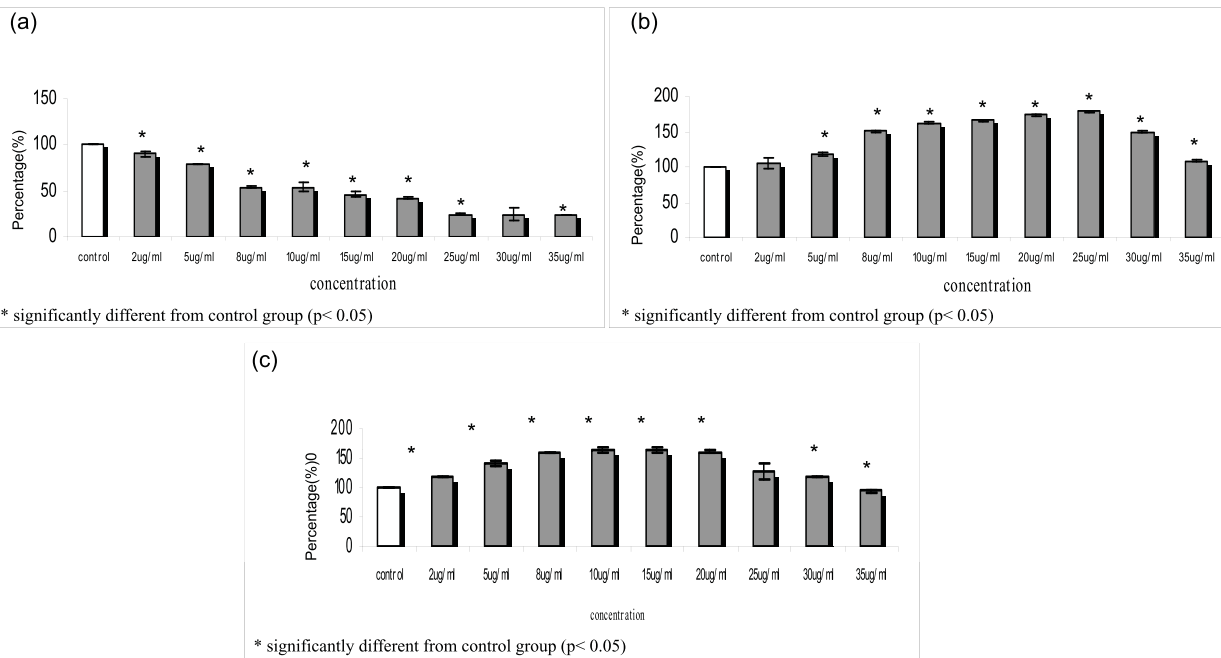 (a)
150
* * * * * * * * *
100
50
0
Percentage(%)
control 2ug/ml 5ug/ml 8ug/ml 10ug/ml 15ug/ml 20ug/ml 25ug/ml 30ug/ml 35ug/ml
concentration
* significantly different from control group (p< 0.05)
(b)
200
* * * * * * * *
150
100
50
0
Percentage(%)
control 2ug/ml 5ug/ml 8ug/ml 10ug/ml 15ug/ml 20ug/ml 25ug/ml 30ug/ml 35ug/ml
concentration
* significantly different from control group (p< 0.05)
(c)
200
* * * * * * * *
150
100
50
0
Percentage(%)0
control 2ug/ml 5ug/ml 8ug/ml 10ug/ml 15ug/ml 20ug/ml 25ug/ml 30ug/ml 35ug/ml
concentration
* significantly different from control group (p< 0.05)